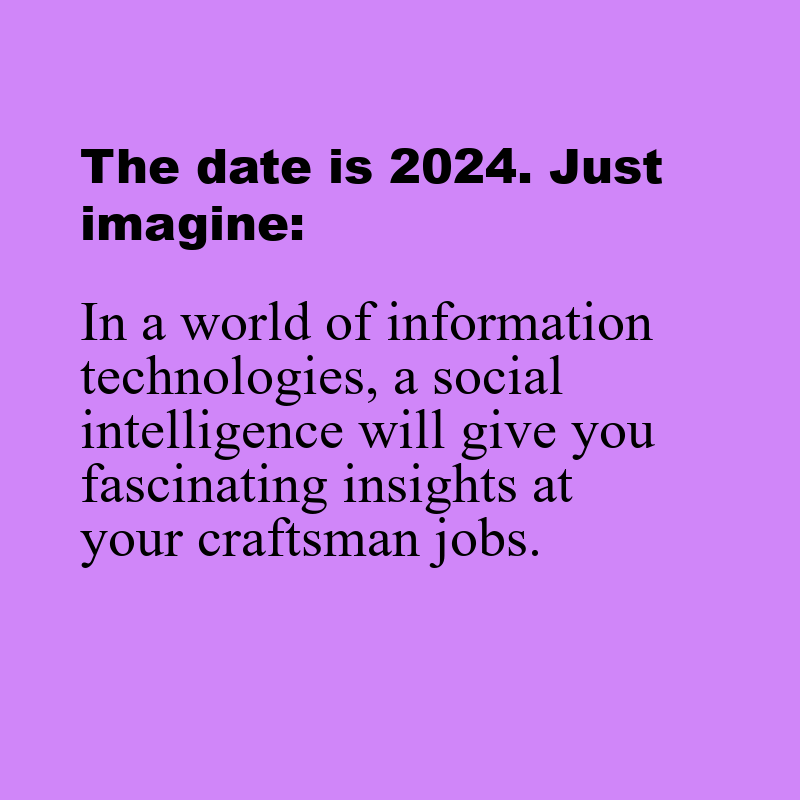 The date is 2024. Just
imagine:
In a world of information
technologies, a social
intelligence will give you
fascinating insights at
your craftsman jobs.